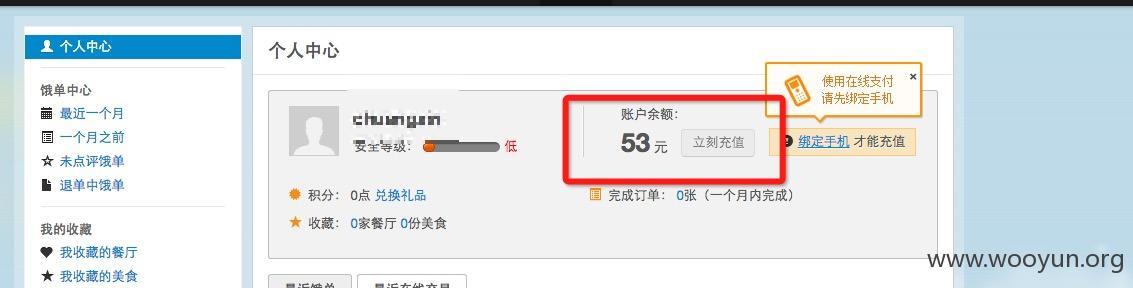 个人中心
饿单中心
最近一个月
一个月之前
未点评饿单
退单中饿单
我的收藏
我收藏的餐厅
我收藏的美食
个人中心
安全等级： 低
积分： 0点 兑换礼品
收藏： 0家餐厅 0份美食
账户余额：
53 元 立刻充值
使用在线支付
请先绑定手机
绑定手机 才能充值
完成订单： 0张（一个月内完成）
www.wooyun.org